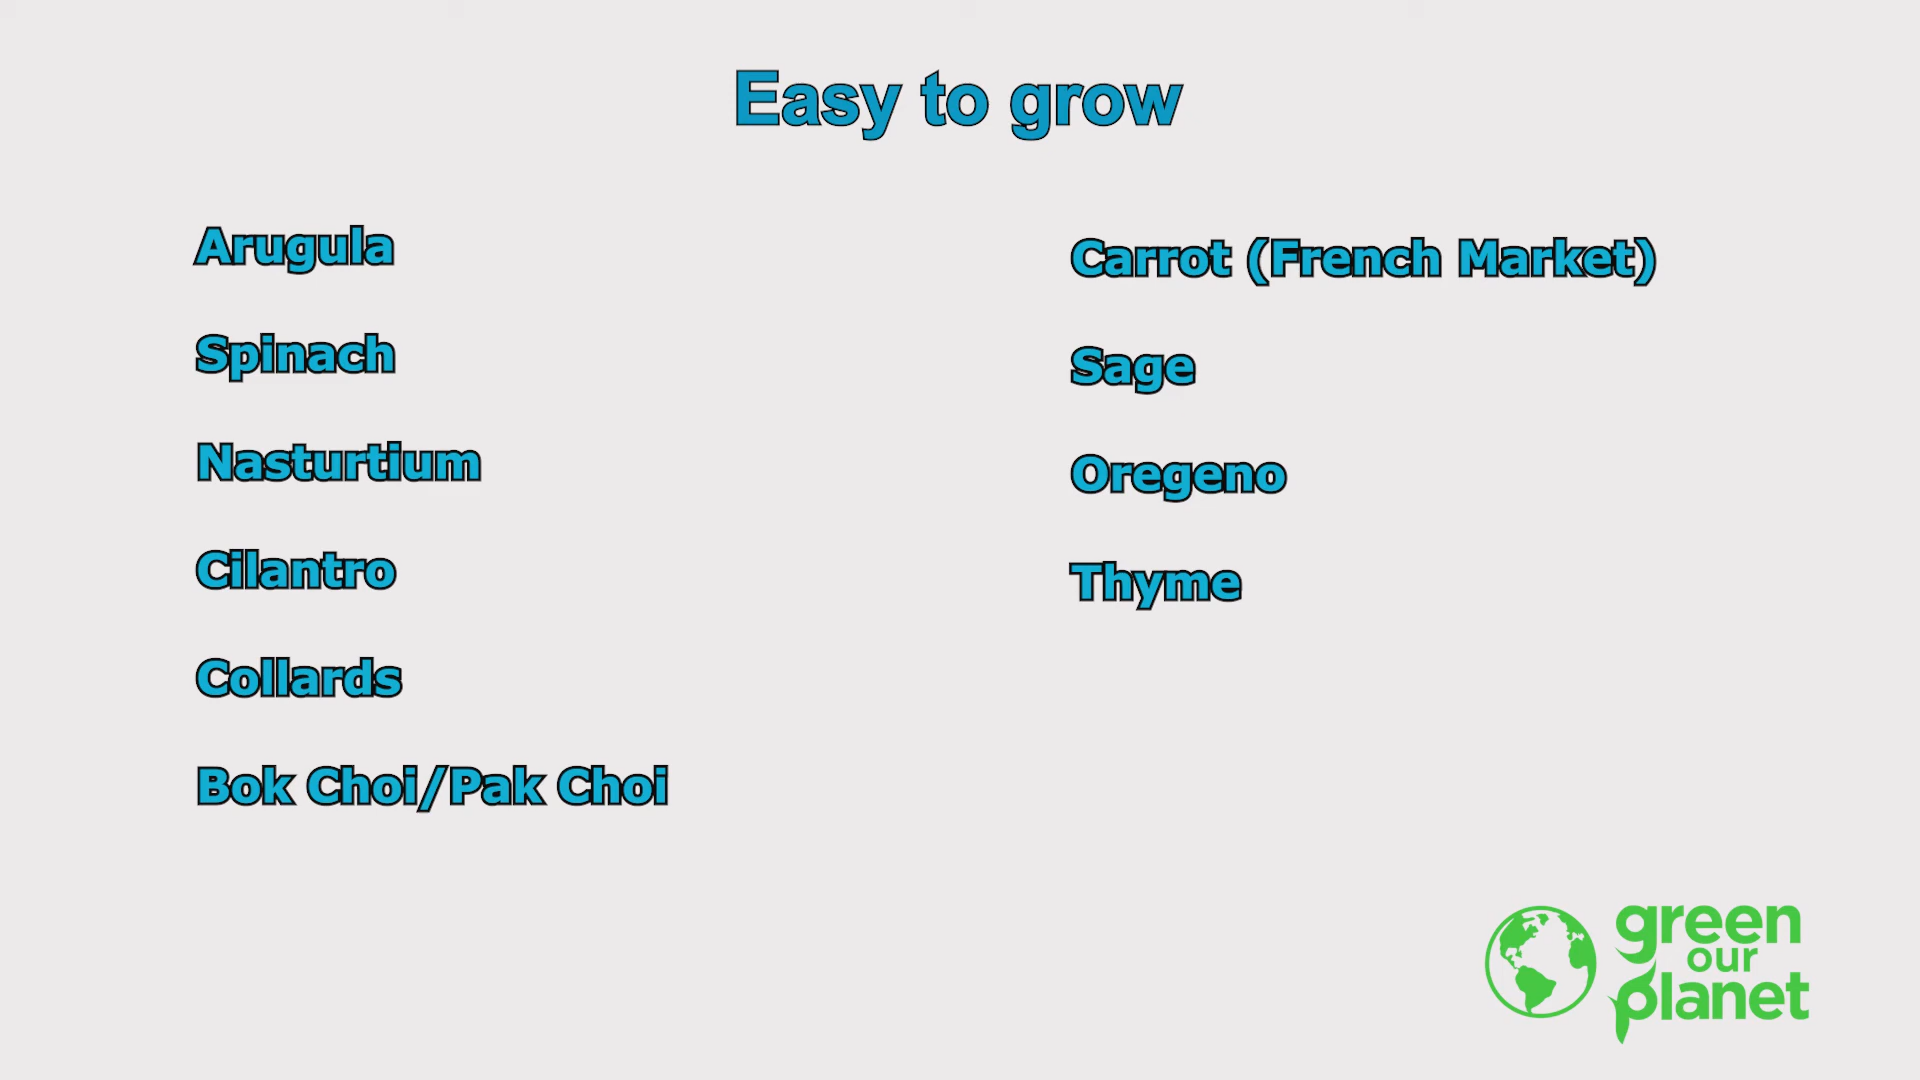 Easy to grow
Arugula
Spinach
Nasturtium
Cilantro
Collards
Bok Choi/Pak Choi
Carrot (French Market)
Sage
Oregeno
Thyme
green
our
planet